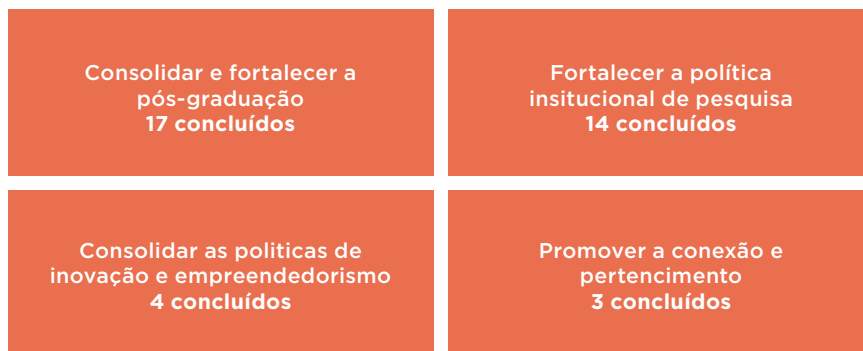 Consolidar e fortalecer a
pós-graduação
17 concluídos
Fortalecer a política
insitucional de pesquisa
14 concluídos
Consolidar as politicas de
inovação e empreendedorismo
4 concluídos
Promover a conexão e
pertencimento
3 concluídos